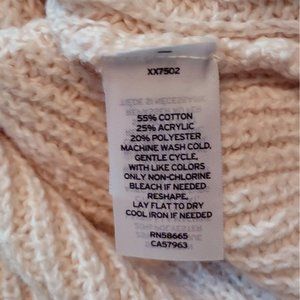 XX7502
55% COTTON
25% ACRYLIC
20% POLYESTER
MACHINE WASH COLD,
GENTLE CYCLE,
WITH LIKE COLORS
ONLY NON-CHLORINE
BLEACH IF NEEDED
RESHAPE,
LAY FLAT TO DRY
COOL IRON IF NEEDED
RN58665
CA57963